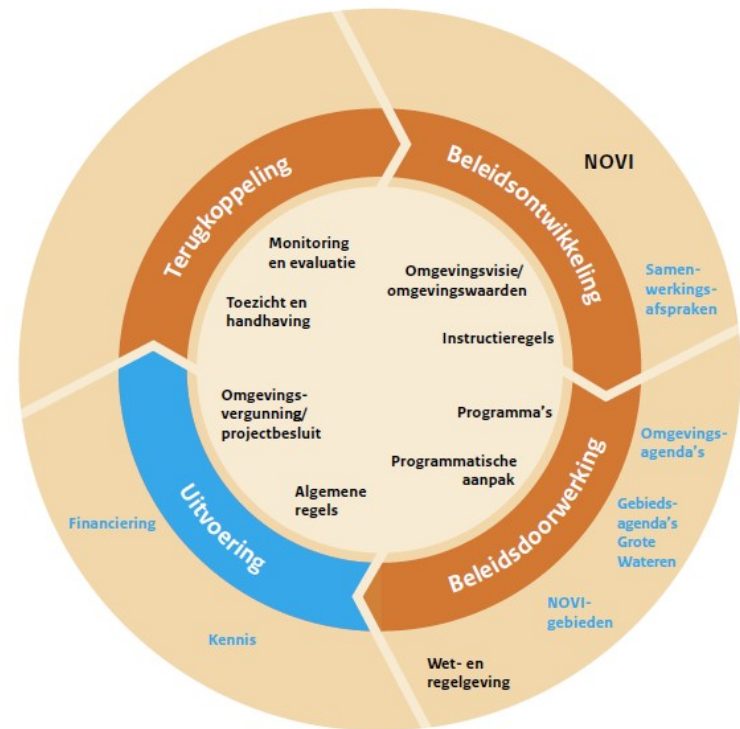 Terugkoppeling
Beleidsontwikkeling
NOVI
Samen-
werkings-
afspraken
Monitoring
en evaluatie
Omgevingsvisie/
omgevingswaarden
Toezicht en
handhaving
Instructieregels
Omgevings-
vergunning/
projectbesluit
Programma's
Programmatische
aanpak
Algemene
regels
Omgevings-
agenda's
Gebieds-
agenda's
Grote
Wateren
NOVI-
gebieden
Beleidsdoorwerking
Uitvoering
Financiering
Kennis
Wet- en
regelgeving